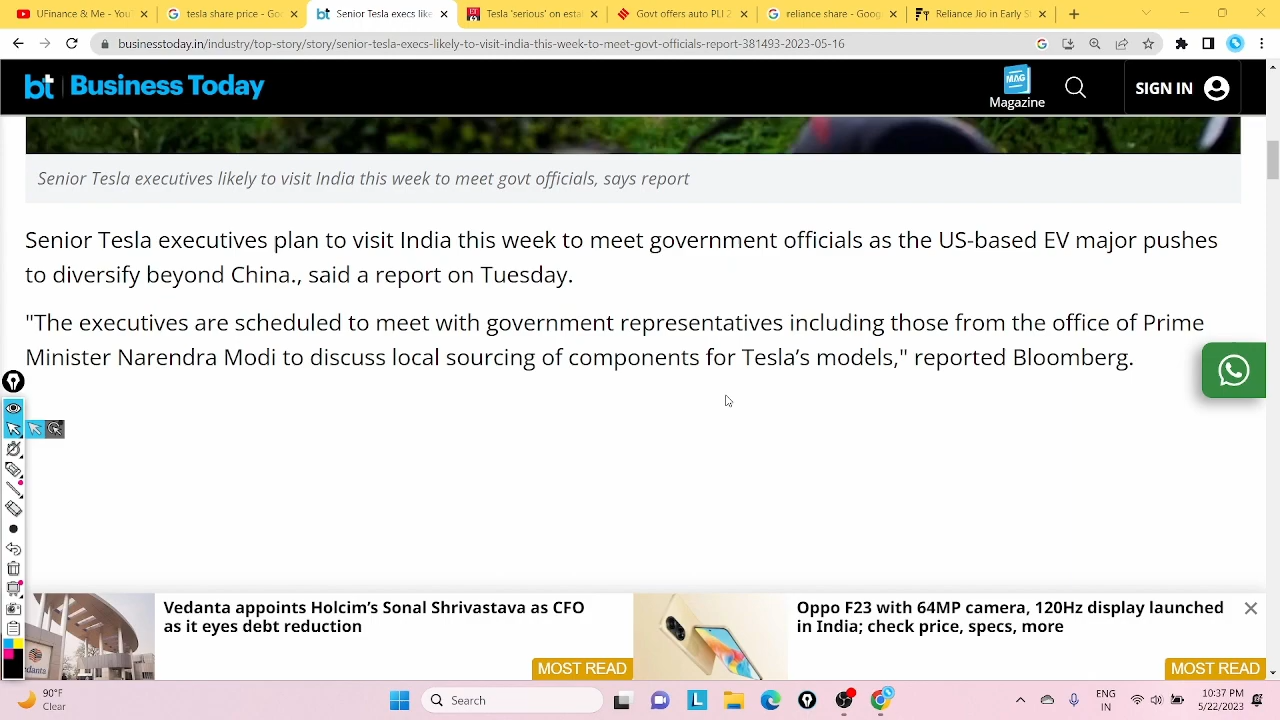 UFinance & Me - You
tesla share price - Goo
Senior Tesla execs like
Tesla 'serious' on estab
Govt offers auto PLI 2
reliance share - Goog
Reliance Jio in Early S
businesstoday.in/industry/top-story/story/senior-tesla-execs-likely-to-visit-india-this-week-to-meet-govt-officials-report-381493-2023-05-16
bt Business Today
MAG
Magazine
SIGN IN
Senior Tesla executives likely to visit India this week to meet govt officials, says report
Senior Tesla executives plan to visit India this week to meet government officials as the US-based EV major pushes
to diversify beyond China., said a report on Tuesday.
"The executives are scheduled to meet with government representatives including those from the office of Prime
Minister Narendra Modi to discuss local sourcing of components for Tesla's models," reported Bloomberg.
Vedanta appoints Holcim's Sonal Shrivastava as CFO
as it eyes debt reduction
MOST READ
Oppo F23 with 64MP camera, 120Hz display launched
in India; check price, specs, more
MOST READ
90°F
Clear
Search
ENG
IN
10:37 PM
5/22/2023